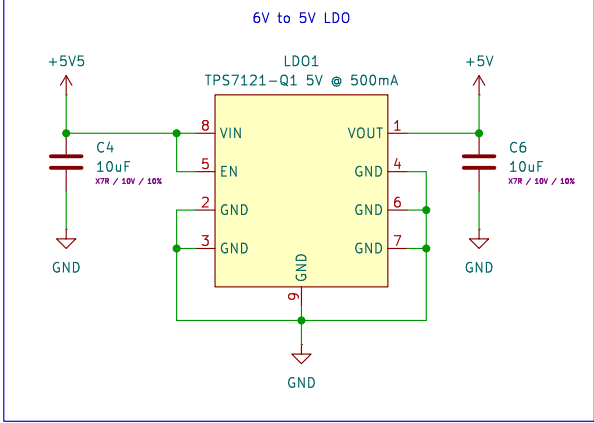 6V to 5V LDO
+5V5
LDO1
+5V
TPS7121-Q1 5V @ 500mA
8 VIN
VOUT 1
C4
10uF
X7R / 10V / 10%
C6
10uF
X7R / 10V / 10%
5 EN
GND 4
2 GND
GND 6
3 GND
GND 7
GND
9
GND
GND
GND